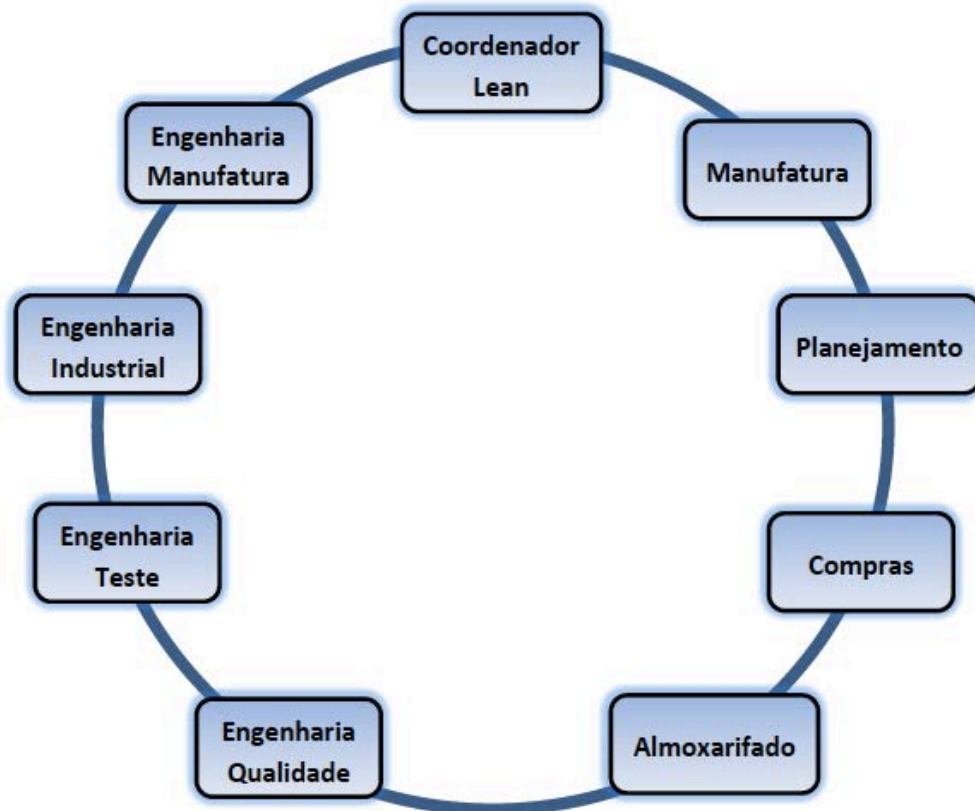 Coordenador
Lean
Manufatura
Planejamento
Compras
Almoxarifado
Engenharia
Qualidade
Engenharia
Teste
Engenharia
Industrial
Engenharia
Manufatura